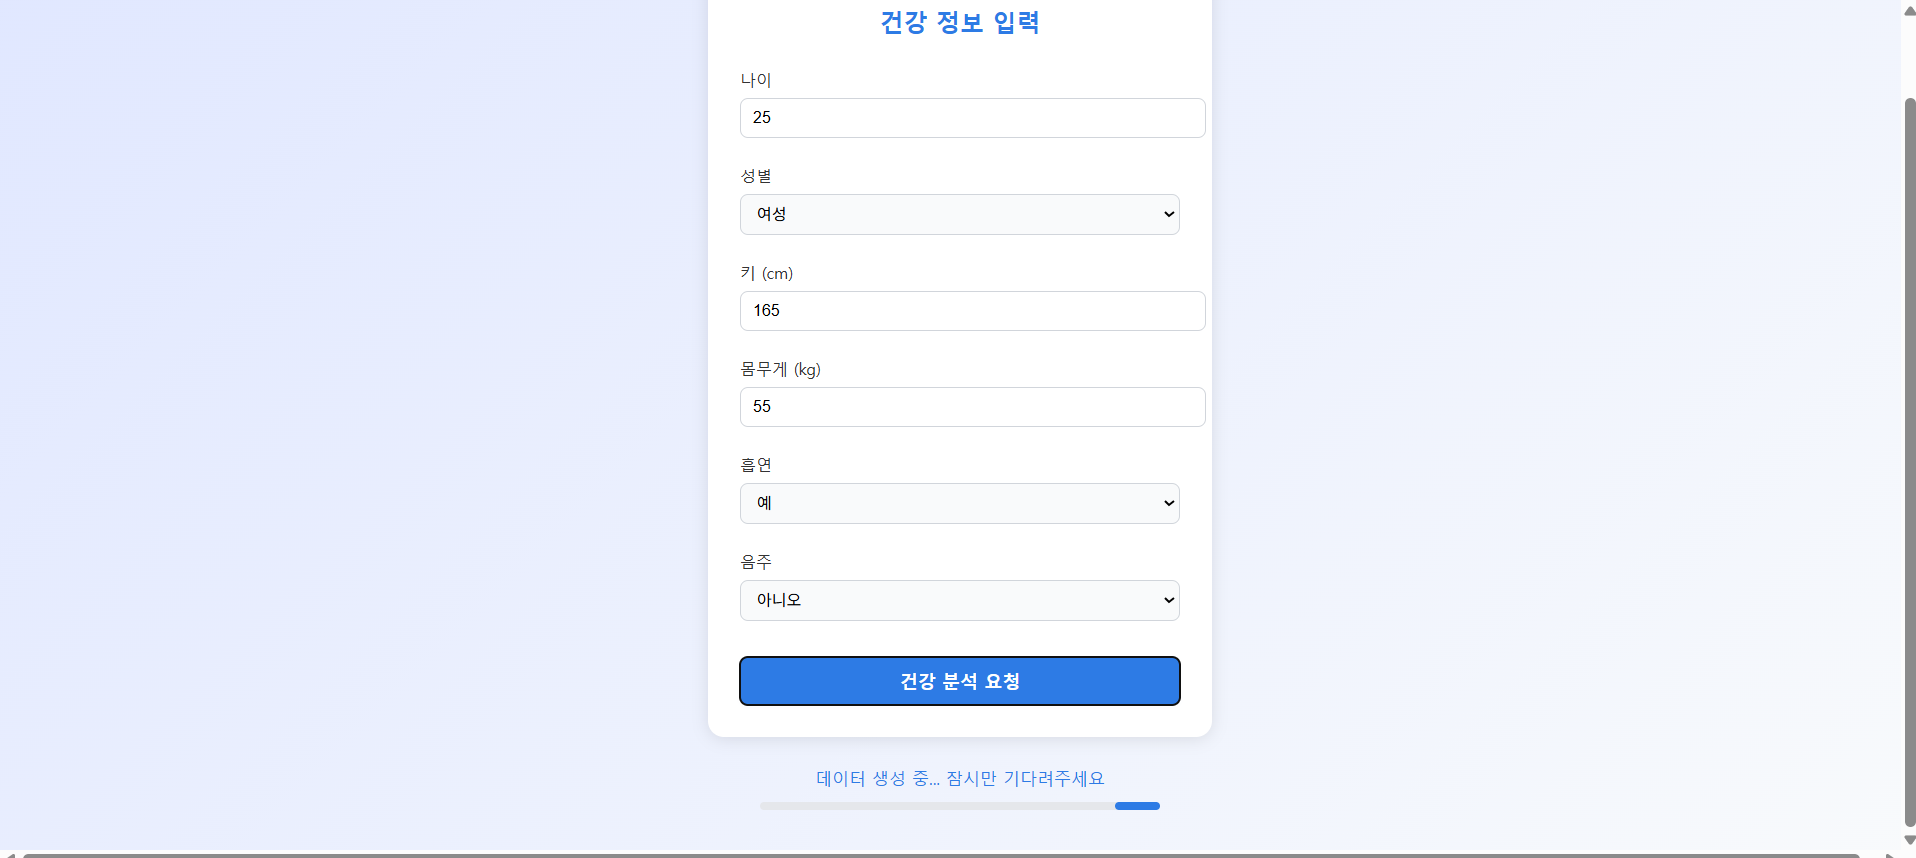 건강 정보 입력
나이
25
성별
여성
키 (cm)
165
몸무게 (kg)
55
흡연
예
음주
아니오
건강 분석 요청
데이터 생성 중... 잠시만 기다려주세요